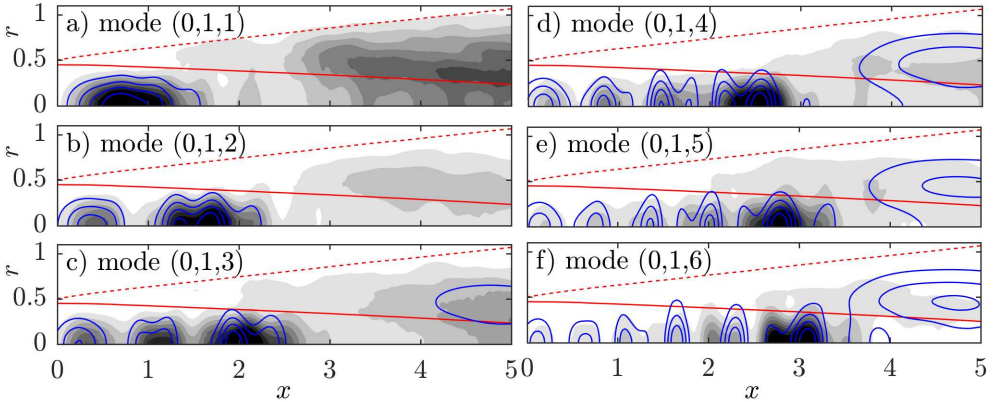 a) mode (0,1,1)
r
1
0.5
0
b) mode (0,1,2)
r
1
0.5
0
c) mode (0,1,3)
r
1
0.5
0
0 1 2 3 4 5
x
d) mode (0,1,4)
e) mode (0,1,5)
f) mode (0,1,6)
0 1 2 3 4 5
x